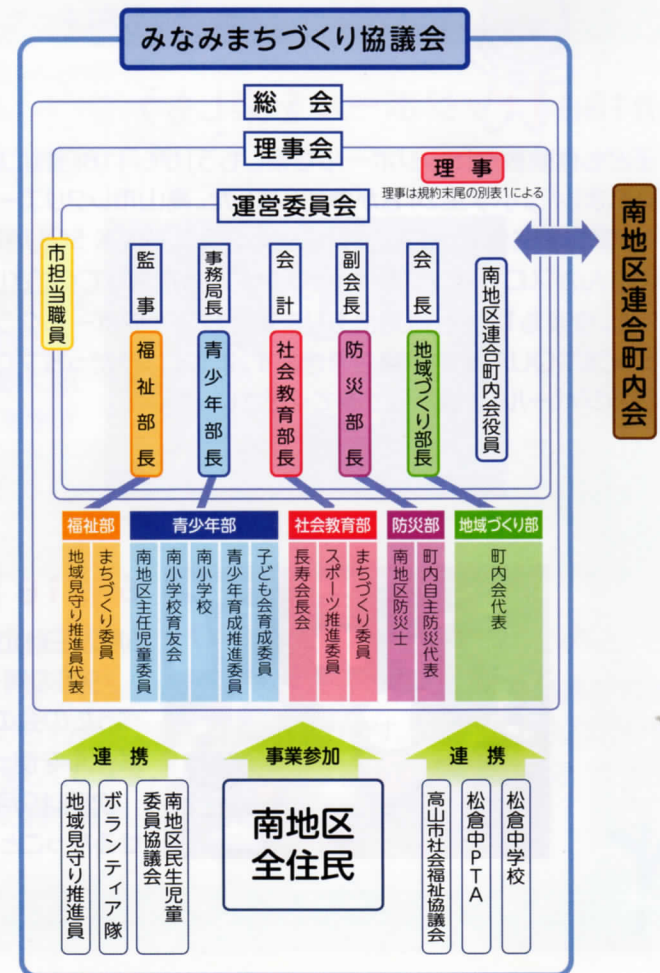 みなみまちづくり協議会
総会
理事会
理事
理事は規約末尾の別表1による
運営委員会
市担当職員
監事
事務局長
会計
副会長
会長
南地区連合町内会役員
南地区連合町内会
福祉部長
青少年部長
社会教育部長
防災部長
地域づくり部長
福祉部
青少年部
社会教育部
防災部
地域づくり部
地域見守り推進員代表
まちづくり委員
南地区主任児童委員
南小学校育友会
南小学校
青少年育成推進委員
子ども会育成委員
長寿会長会
スポーツ推進委員
まちづくり委員
南地区防災士
町内自主防災代表
町内会代表
連携
事業参加
連携
地域見守り推進員
ボランティア隊
南地区民生児童
委員協議会
南地区
全住民
高山市社会福祉協議会
松倉中PTA
松倉中学校